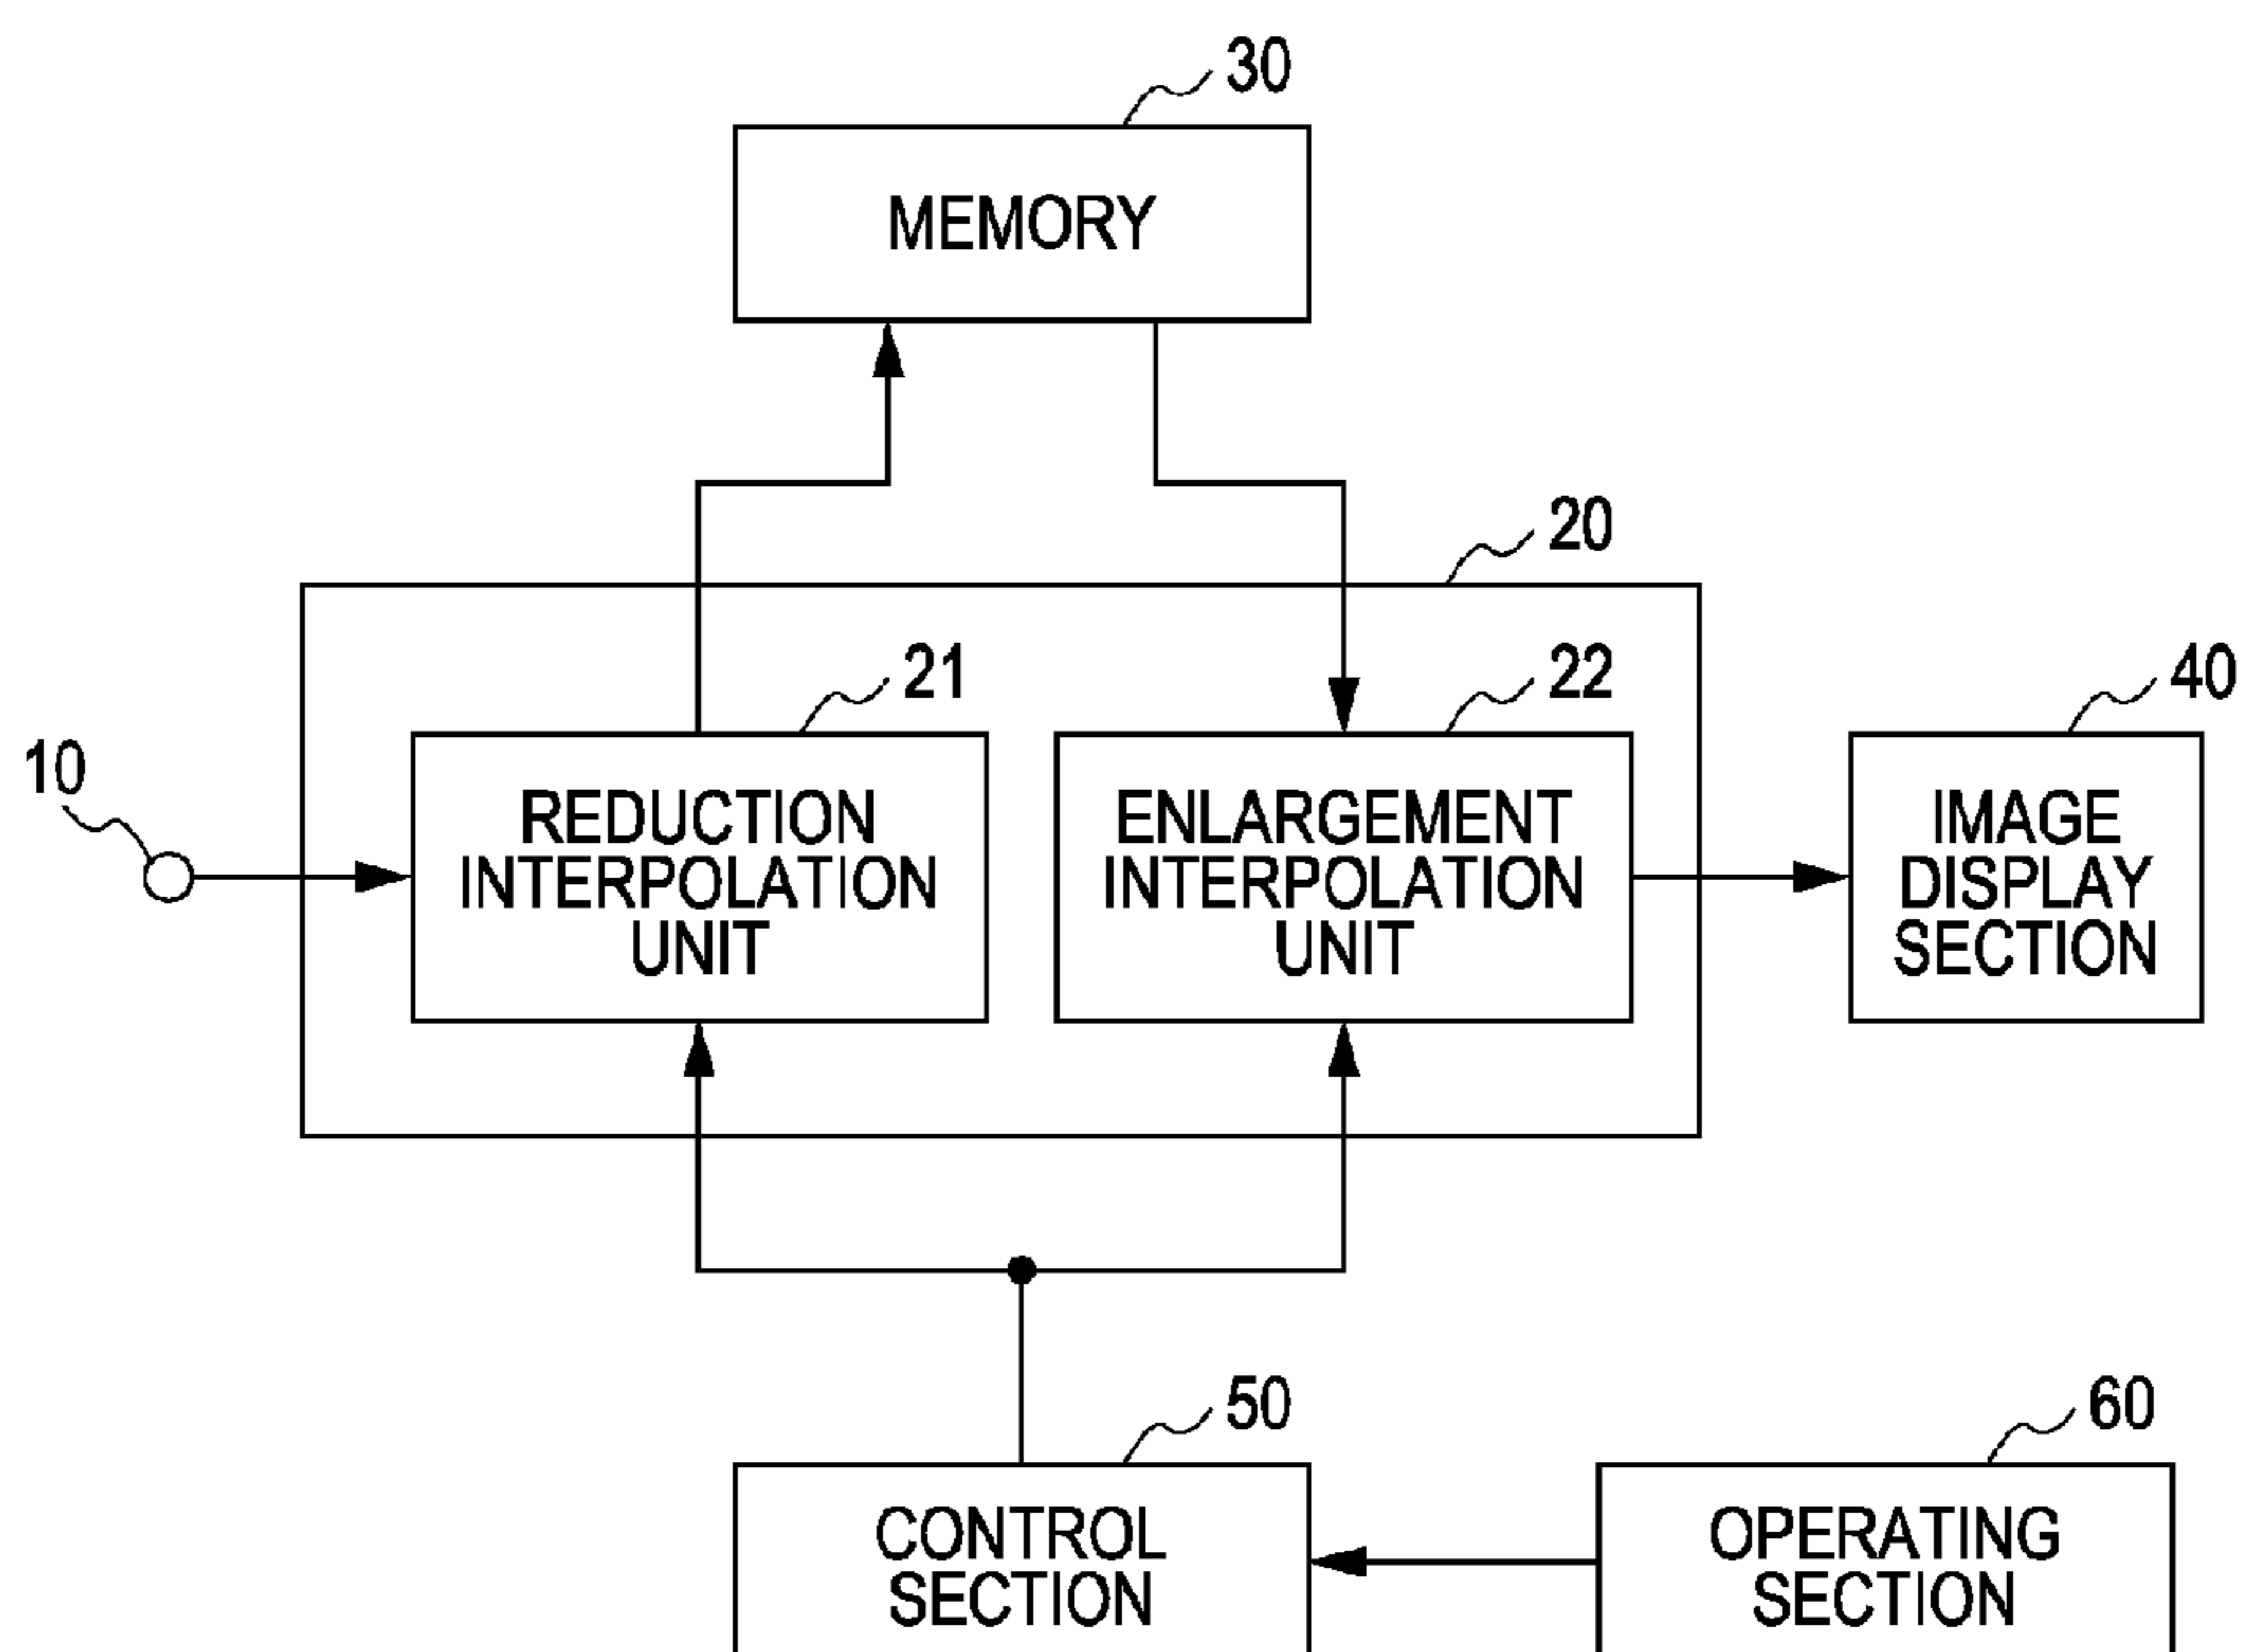 30
MEMORY
20
21
22
40
10
REDUCTION
INTERPOLATION
UNIT
ENLARGEMENT
INTERPOLATION
UNIT
IMAGE
DISPLAY
SECTION
50
60
CONTROL
SECTION
OPERATING
SECTION